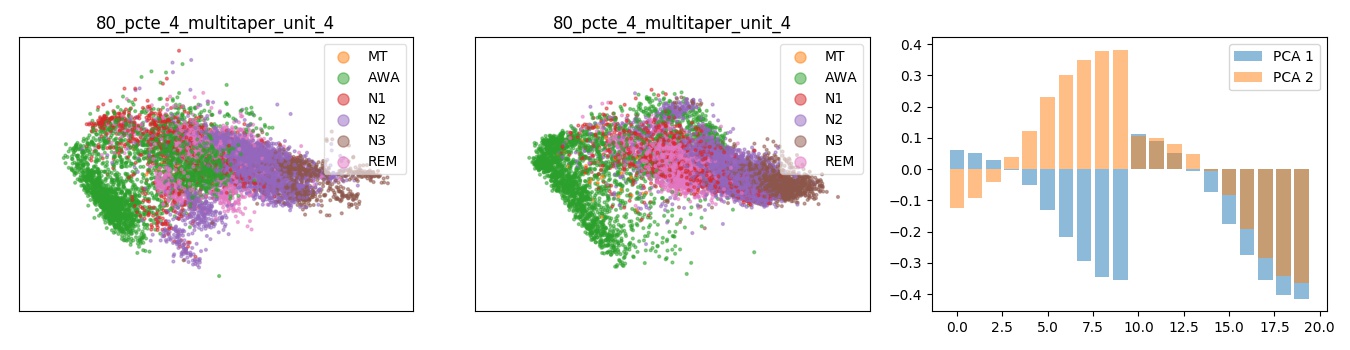 80_pcte_4_multitaper_unit_4
MT
AWA
N1
N2
N3
REM
80_pcte_4_multitaper_unit_4
MT
AWA
N1
N2
N3
REM
PCA 1
PCA 2
0.4
0.3
0.2
0.1
0.0
−0.1
−0.2
−0.3
−0.4
0.0 2.5 5.0 7.5 10.0 12.5 15.0 17.5 20.0